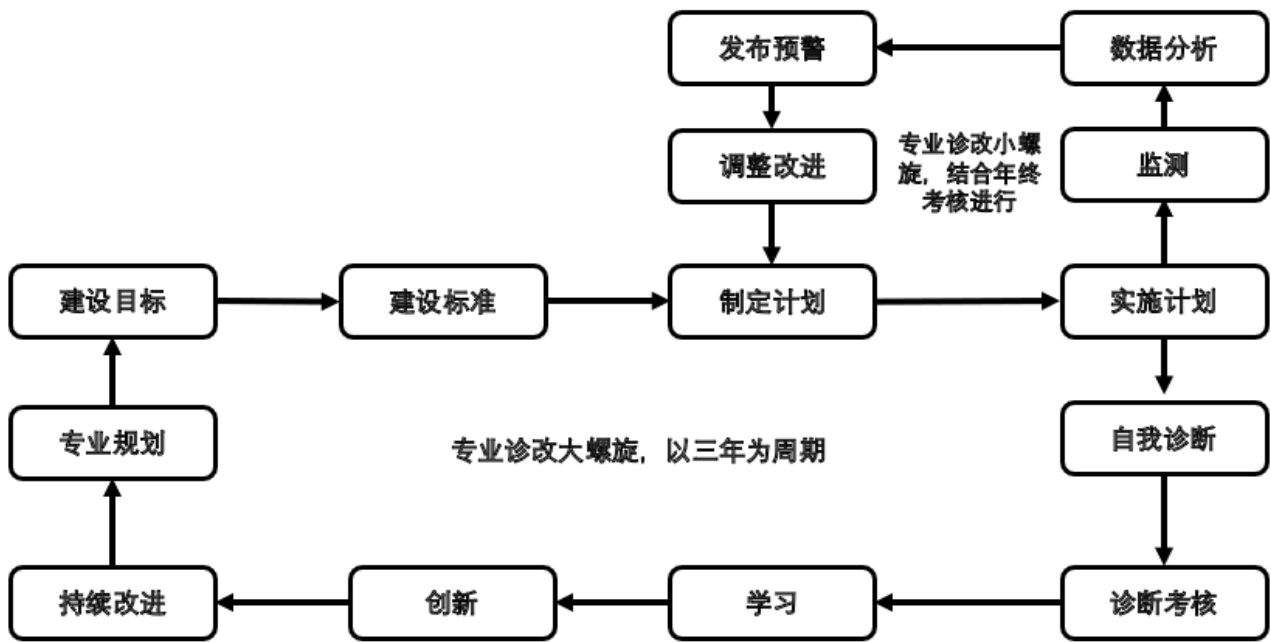 发布预警
数据分析
专业诊改小螺
旋，结合年终
考核进行
调整改进
监测
建设目标
建设标准
制定计划
实施计划
专业规划
专业诊改大螺旋，以三年为周期
自我诊断
持续改进
创新
学习
诊断考核